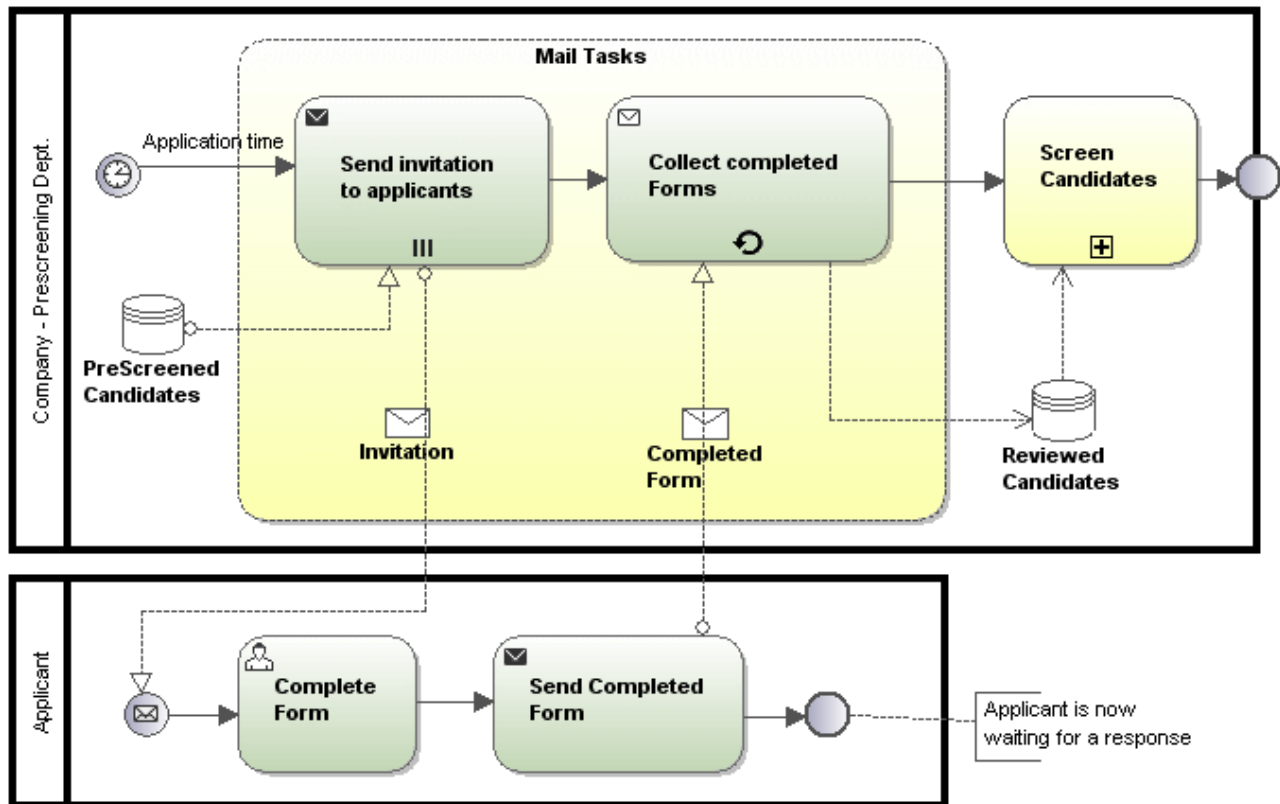 Company - Prescreening Dept.
Mail Tasks
Application time
Send invitation
to applicants
Collect completed
Forms
Screen
Candidates
PreScreened
Candidates
Invitation
Completed
Form
Reviewed
Candidates
Applicant
Complete
Form
Send Completed
Form
Applicant is now
waiting for a response